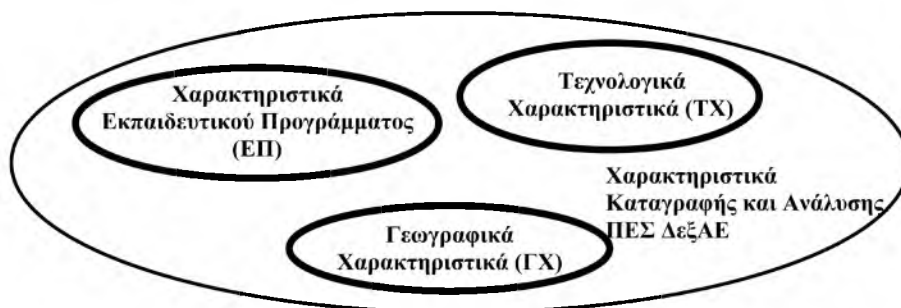 Χαρακτηριστικά
Εκπαιδευτικού Προγράμματος
(ΕΠ)
Τεχνολογικά
Χαρακτηριστικά (ΤΧ)
Χαρακτηριστικά
Καταγραφής και Ανάλυσης
ΠΕΣ ΔεξΑΕ
Γεωγραφικά
Χαρακτηριστικά (ΓΧ)